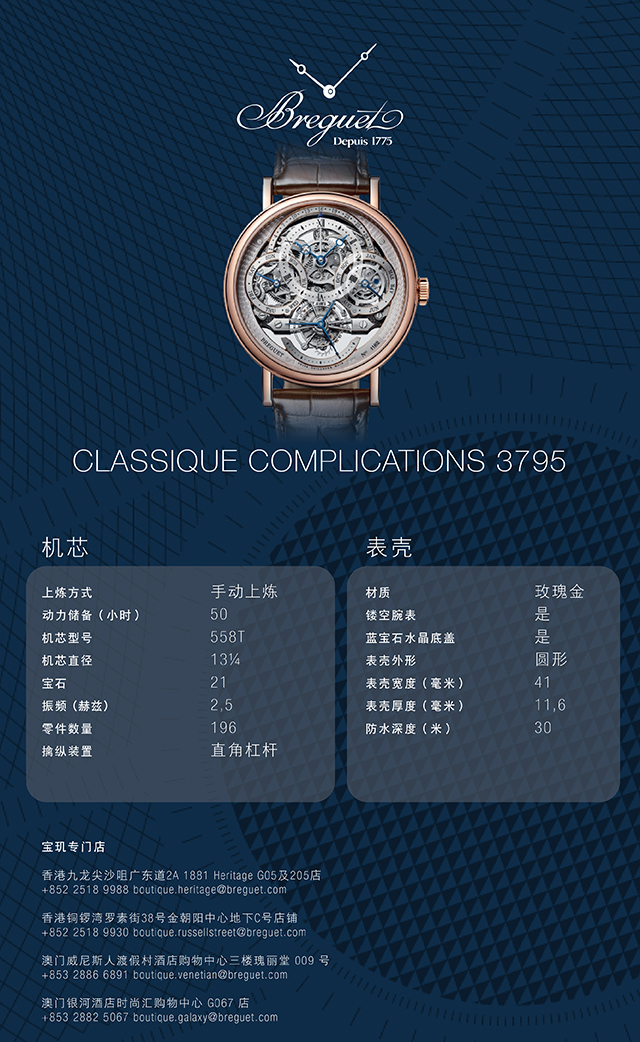 Breguet
Depuis 1775
BREGUET
CLASSIQUE COMPLICATIONS 3795
机芯
上炼方式 手动上炼
动力储备（小时） 50
机芯型号 558T
机芯直径 13¼
宝石 21
振频 (赫兹) 2,5
零件数量 196
擒纵装置 直角杠杆
表壳
材质 玫瑰金
镂空腕表 是
蓝宝石水晶底盖 是
表壳外形 圆形
表壳宽度（毫米） 41
表壳厚度（毫米） 11,6
防水深度（米） 30
宝玑专门店
香港九龙尖沙咀广东道2A 1881 Heritage G05及205店
+852 2518 9988 boutique.heritage@breguet.com
香港铜锣湾罗素街38号金朝阳中心地下C号店铺
+852 2518 9930 boutique.russellstreet@breguet.com
澳门威尼斯人渡假村酒店购物中心三楼瑰丽堂 009 号
+853 2886 6891 boutique.venetian@breguet.com
澳门银河酒店时尚汇购物中心 G067 店
+853 2882 5067 boutique.galaxy@breguet.com